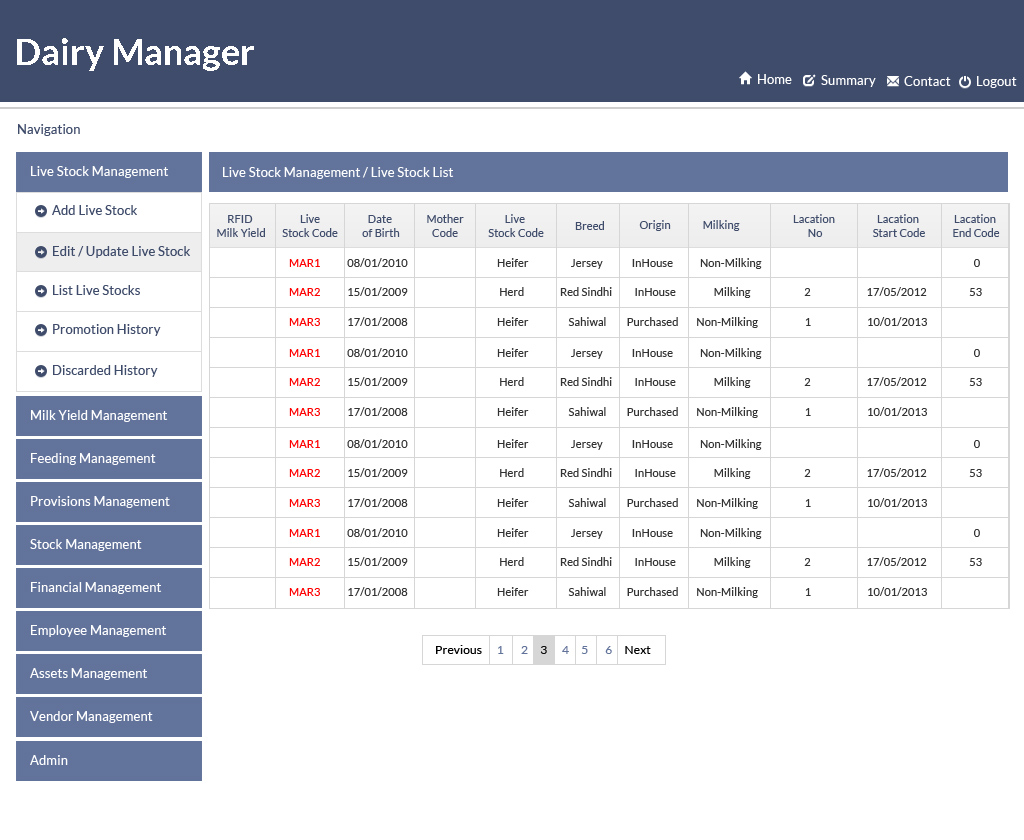 Dairy Manager
Home Summary Contact Logout
Navigation
Live Stock Management
Add Live Stock
Edit / Update Live Stock
List Live Stocks
Promotion History
Discarded History
Milk Yield Management
Feeding Management
Provisions Management
Stock Management
Financial Management
Employee Management
Assets Management
Vendor Management
Admin
Live Stock Management / Live Stock List
RFID Live Date Mother Live Breed Origin Milking Lacation Lacation Lacation
Milk Yield Stock Code of Birth Code Stock Code No Start Code End Code
MAR1 08/01/2010 Heifer Jersey InHouse Non-Milking 0
MAR2 15/01/2009 Herd Red Sindhi InHouse Milking 2 17/05/2012 53
MAR3 17/01/2008 Heifer Sahiwal Purchased Non-Milking 1 10/01/2013
MAR1 08/01/2010 Heifer Jersey InHouse Non-Milking 0
MAR2 15/01/2009 Herd Red Sindhi InHouse Milking 2 17/05/2012 53
MAR3 17/01/2008 Heifer Sahiwal Purchased Non-Milking 1 10/01/2013
MAR1 08/01/2010 Heifer Jersey InHouse Non-Milking 0
MAR2 15/01/2009 Herd Red Sindhi InHouse Milking 2 17/05/2012 53
MAR3 17/01/2008 Heifer Sahiwal Purchased Non-Milking 1 10/01/2013
MAR1 08/01/2010 Heifer Jersey InHouse Non-Milking 0
MAR2 15/01/2009 Herd Red Sindhi InHouse Milking 2 17/05/2012 53
MAR3 17/01/2008 Heifer Sahiwal Purchased Non-Milking 1 10/01/2013
Previous 1 2 3 4 5 6 Next